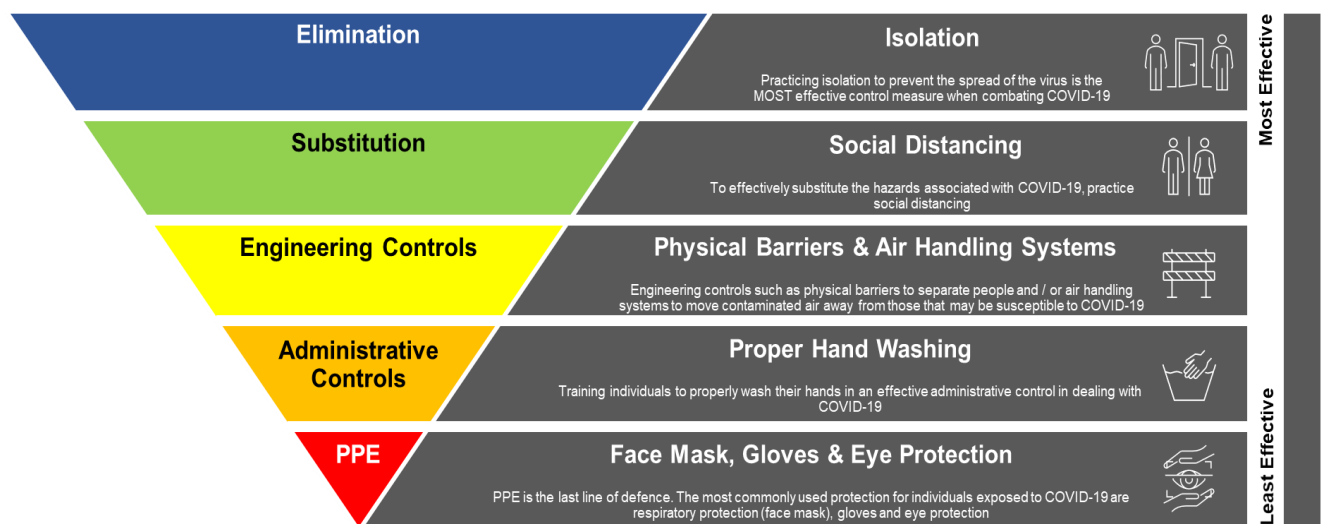 Elimination
Isolation
Practicing isolation to prevent the spread of the virus is the
MOST effective control measure when combating COVID-19
Substitution
Social Distancing
To effectively substitute the hazards associated with COVID-19, practice
social distancing
Engineering Controls
Physical Barriers & Air Handling Systems
Engineering controls such as physical barriers to separate people and / or air handling
systems to move contaminated air away from those that may be susceptible to COVID-19
Administrative
Controls
Proper Hand Washing
Training individuals to properly wash their hands in an effective administrative control in dealing with
COVID-19
PPE
Face Mask, Gloves & Eye Protection
PPE is the last line of defence. The most commonly used protection for individuals exposed to COVID-19 are
respiratory protection (face mask), gloves and eye protection
Most Effective
Least Effective